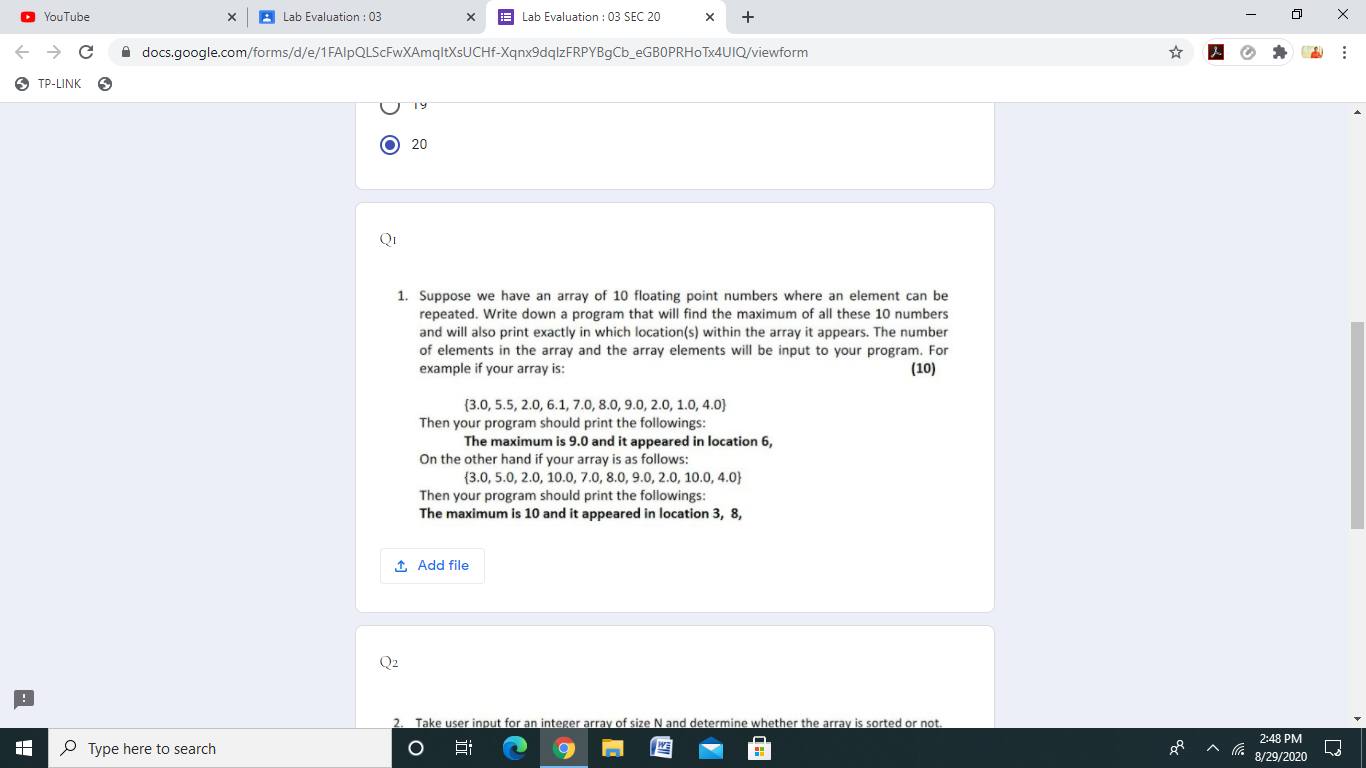 YouTube
Lab Evaluation : 03
Lab Evaluation : 03 SEC 20
docs.google.com/forms/d/e/1FAIpQLScFwXAmqItXsUCHf-Xqnx9dqlzFRPYBgCb_eGB0PRHoTx4UIQ/viewform
TP-LINK
19
20
Q1
1. Suppose we have an array of 10 floating point numbers where an element can be
repeated. Write down a program that will find the maximum of all these 10 numbers
and will also print exactly in which location(s) within the array it appears. The number
of elements in the array and the array elements will be input to your program. For
example if your array is: (10)
{3.0, 5.5, 2.0, 6.1, 7.0, 8.0, 9.0, 2.0, 1.0, 4.0}
Then your program should print the followings:
The maximum is 9.0 and it appeared in location 6,
On the other hand if your array is as follows:
{3.0, 5.0, 2.0, 10.0, 7.0, 8.0, 9.0, 2.0, 10.0, 4.0}
Then your program should print the followings:
The maximum is 10 and it appeared in location 3, 8,
Add file
Q2
2. Take user input for an integer array of size N and determine whether the array is sorted or not.
Type here to search
2:48 PM
8/29/2020